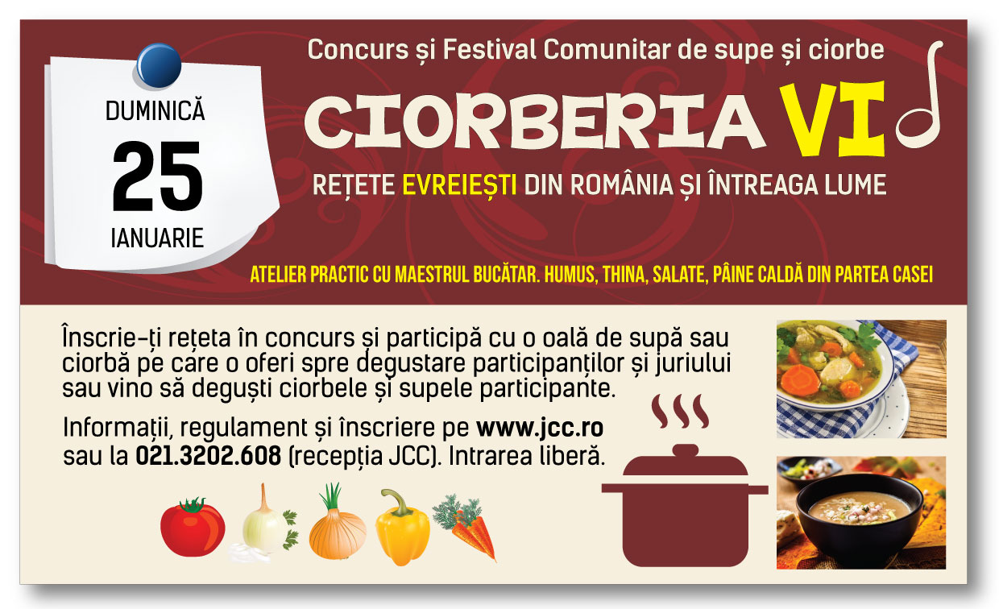 DUMINICĂ
25
IANUARIE
Concurs și Festival Comunitar de supe și ciorbe
CIORBERIA VI
REȚETE EVREIEȘTI DIN ROMÂNIA ȘI ÎNTREAGA LUME
ATELIER PRACTIC CU MAESTRUL BUCĂTAR. HUMUS, THINA, SALATE, PÂINE CALDĂ DIN PARTEA CASEI
Înscrie-ți rețeta în concurs și participă cu o oală de supă sau
ciorbă pe care o oferi spre degustare participanților și juriului
sau vino să deguști ciorbele și supele participante.
Informații, regulament și înscriere pe www.jcc.ro
sau la 021.3202.608 (recepția JCC). Intrarea liberă.